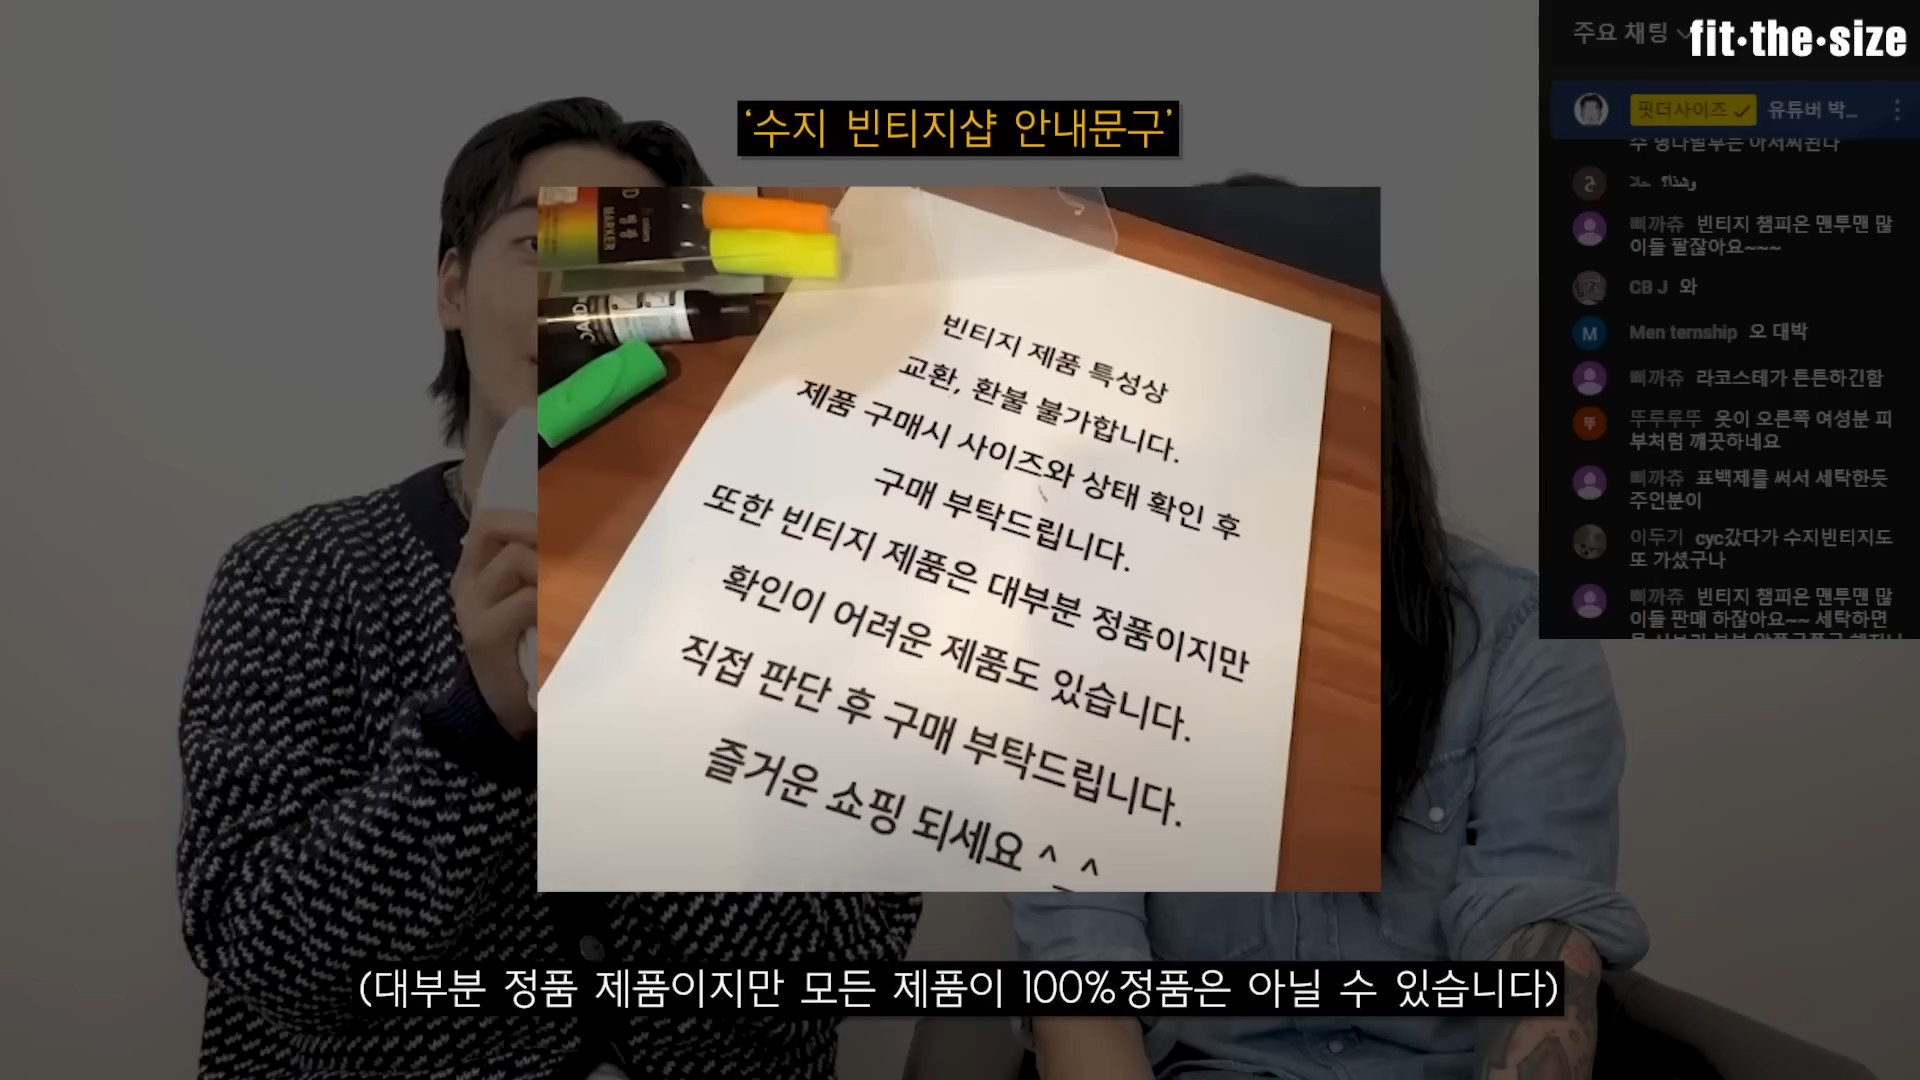 fit·the·size
주요 채팅
'수지 빈티지샵 안내문구'
MARKER
빈티지 제품 특성상
교환, 환불 불가합니다.
제품 구매시 사이즈와 상태 확인 후
구매 부탁드립니다.
또한 빈티지 제품은 대부분 정품이지만
확인이 어려운 제품도 있습니다.
직접 판단 후 구매 부탁드립니다.
즐거운 쇼핑 되세요 ^_^
(대부분 정품 제품이지만 모든 제품이 100%정품은 아닐 수 있습니다)
핏더사이즈 유튜버 박...
삐까츄 빈티지 챔피은 맨투맨 많
이들 팔잖아요~~~
CB J 와
M
Men ternship 오 대박
삐까츄 라코스테가 튼튼하긴함
뚜
뚜루루뚜 옷이 오른쪽 여성분 피
부처럼 깨끗하네요
삐까츄 표백제를 써서 세탁한듯
주인분이
이두기 cyc갔다가 수지빈티지도
또 가셨구나
삐까츄 빈티지 챔피은 맨투맨 많
이들 판매 하잖아요~~ 세탁하면